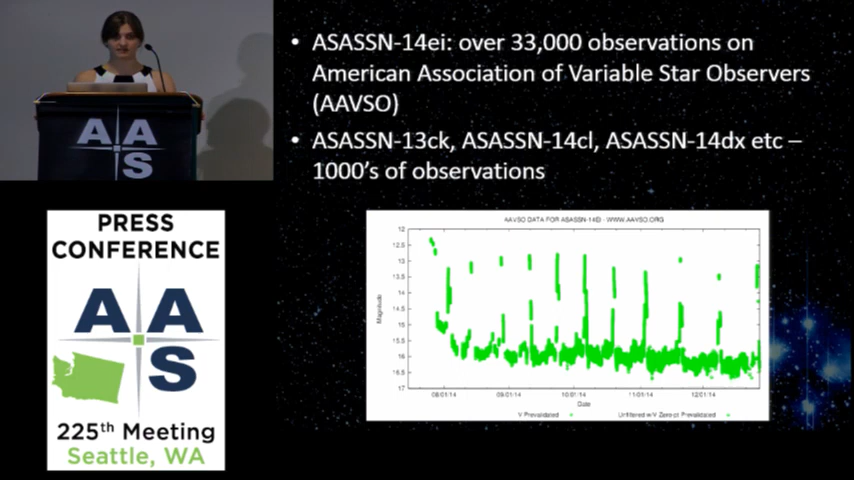 AAS
• ASASSN-14ei: over 33,000 observations on
American Association of Variable Star Observers
(AAVSO)
• ASASSN-13ck, ASASSN-14cl, ASASSN-14dx etc –
1000's of observations
PRESS
CONFERENCE
AAS
225th Meeting
Seattle, WA
AAVSO DATA FOR ASASSN-14EI - WWW.AAVSO.ORG
Magnitude
12
12.5
13
13.5
14
14.5
15
15.5
16
16.5
17
08/01/14 09/01/14 10/01/14 11/01/14 12/01/14
Date
V Prevalidated Unfiltered w/V Zero-pt Prevalidated